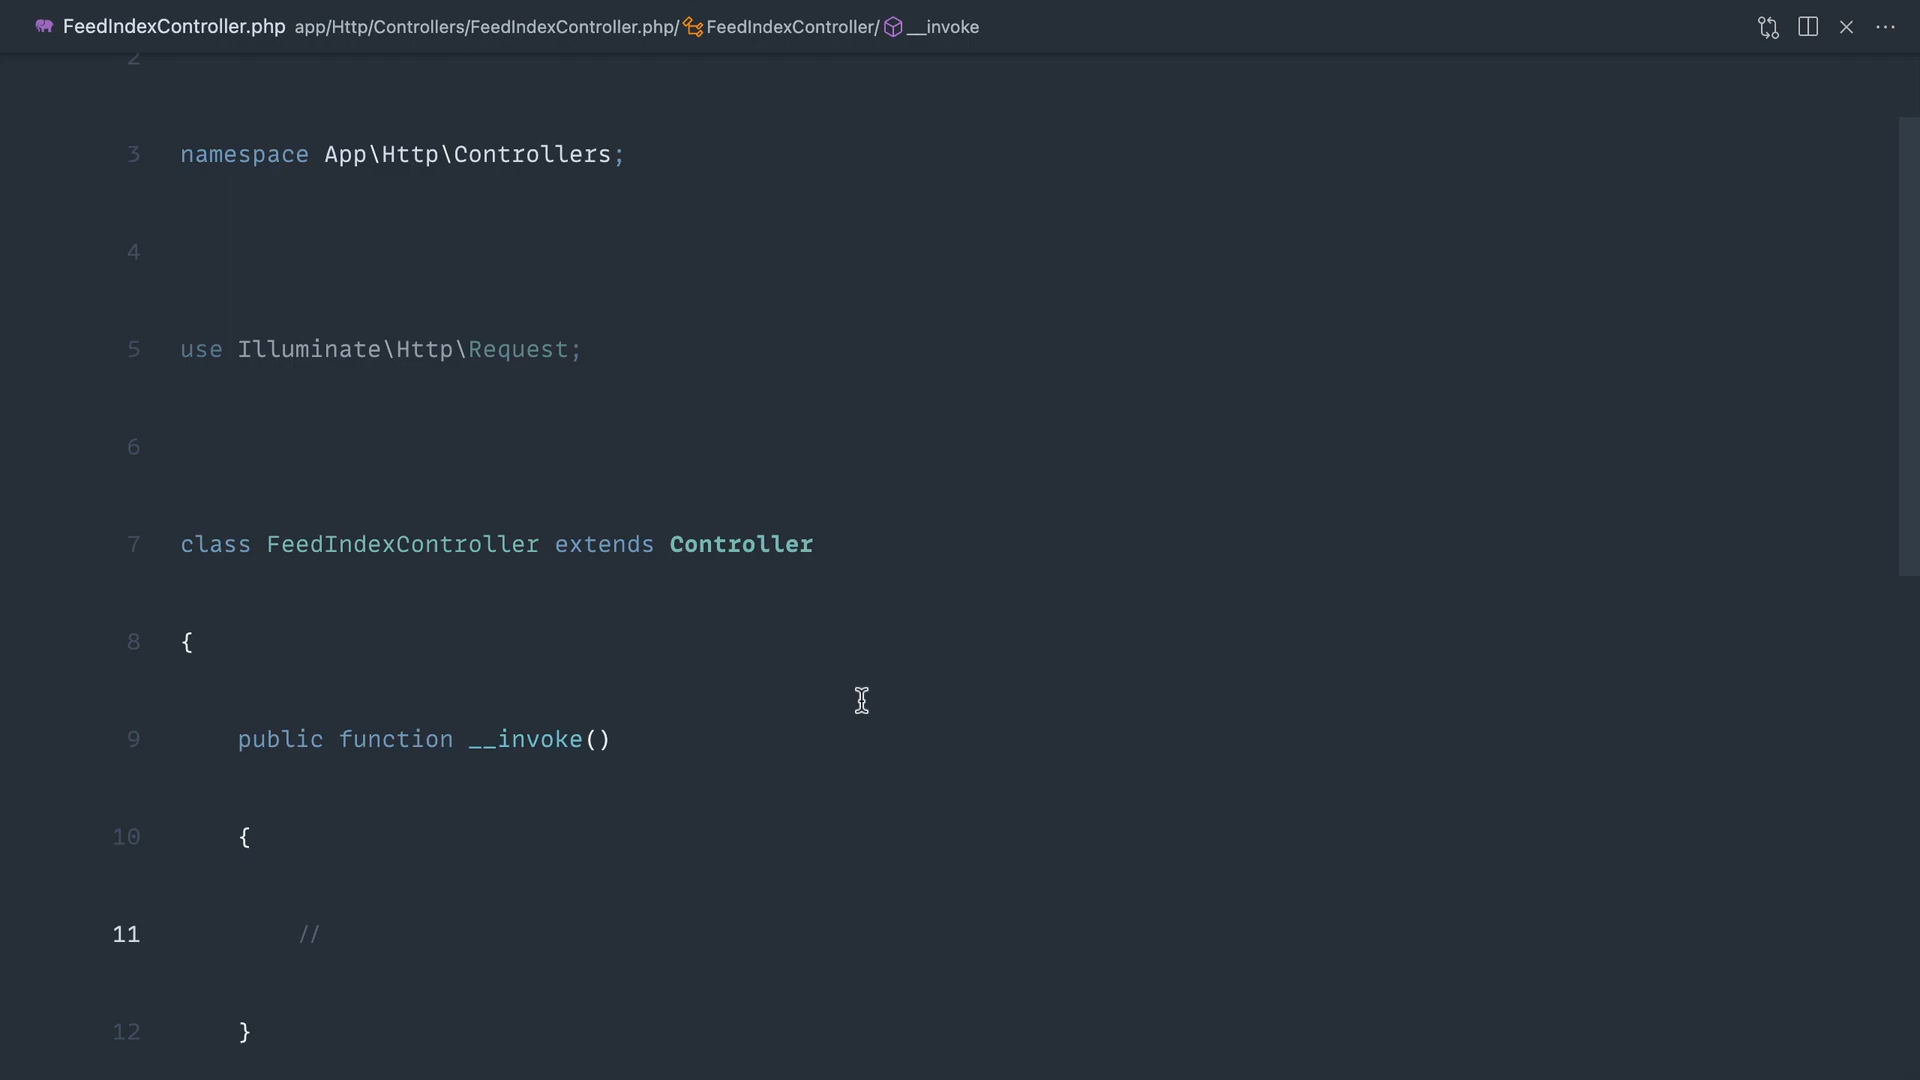 FeedIndexController.php app/Http/Controllers/FeedIndexController.php/ FeedIndexController/ __invoke
2
3 namespace App\Http\Controllers;
4
5 use Illuminate\Http\Request;
6
7 class FeedIndexController extends Controller
8 {
9 public function __invoke()
10 {
11 //
12 }